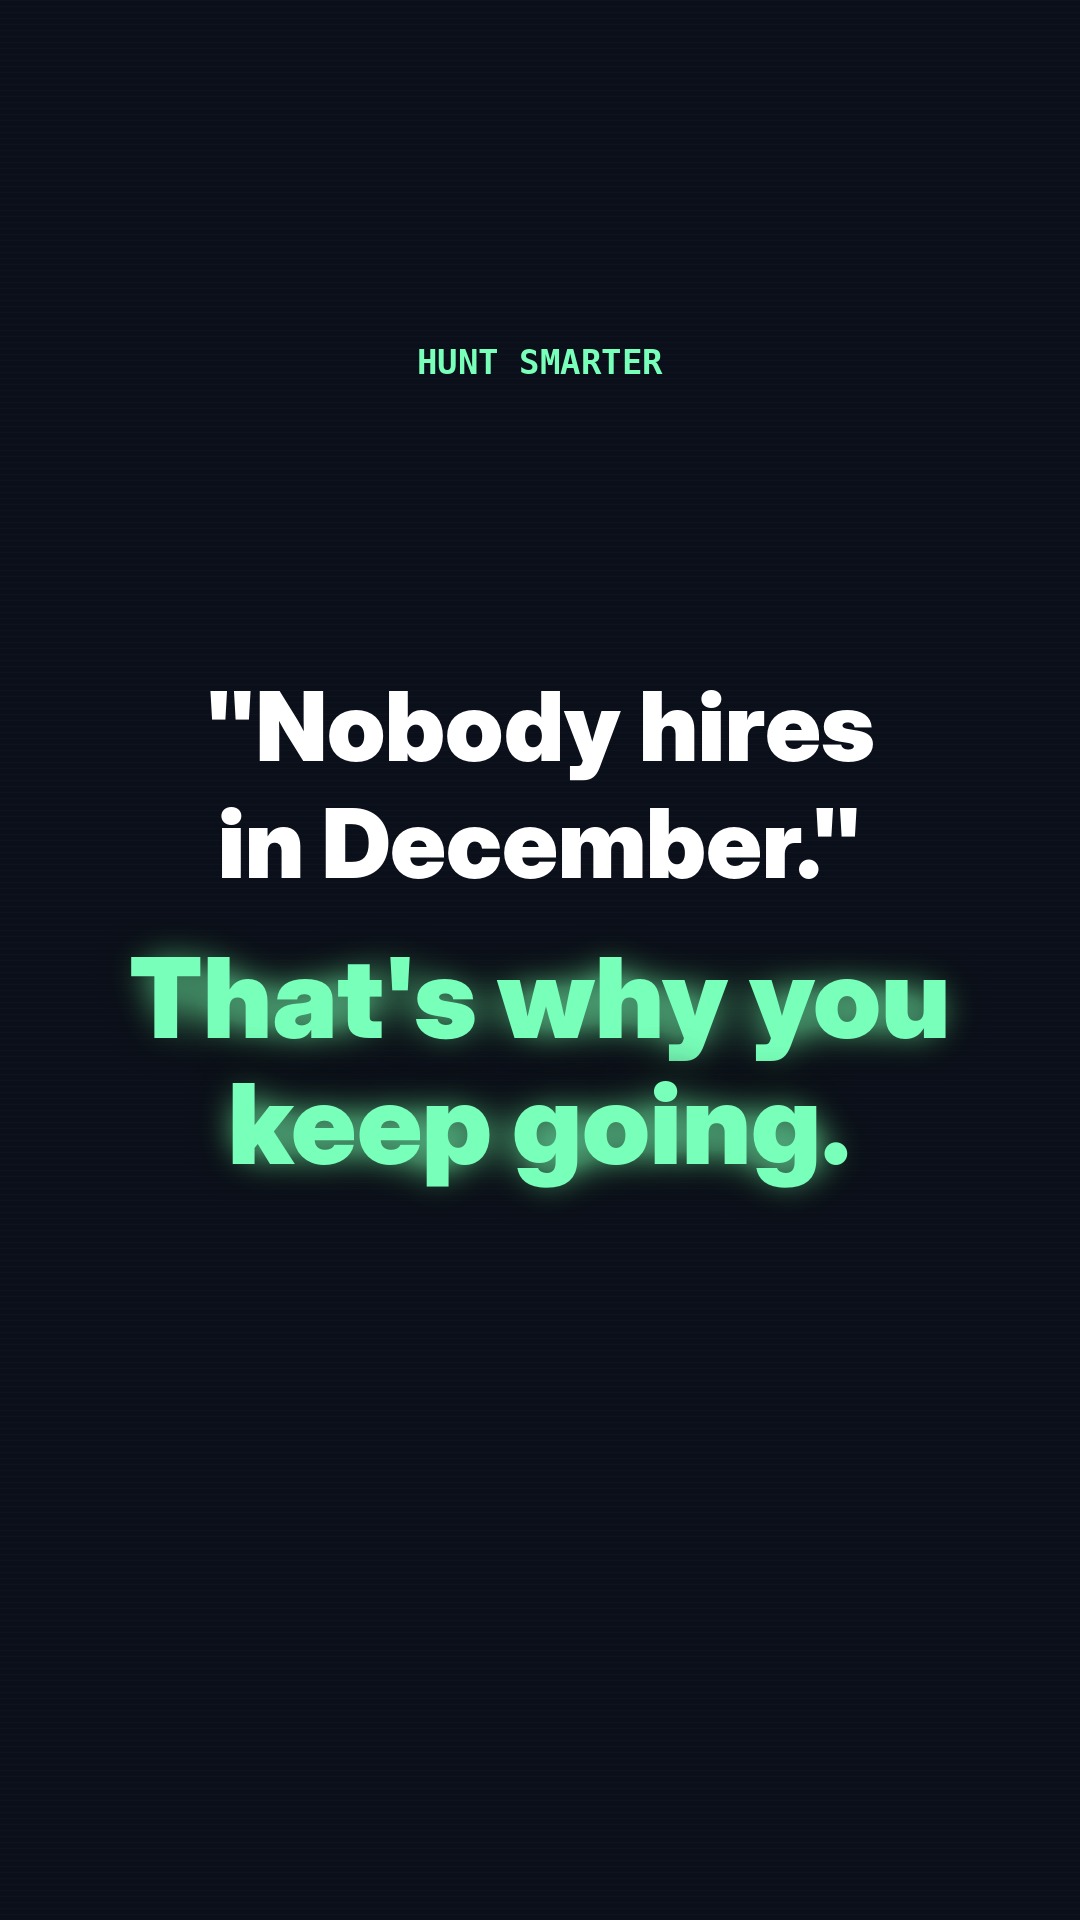 HUNT SMARTER
"Nobody hires
in December."
That's why you
keep going.